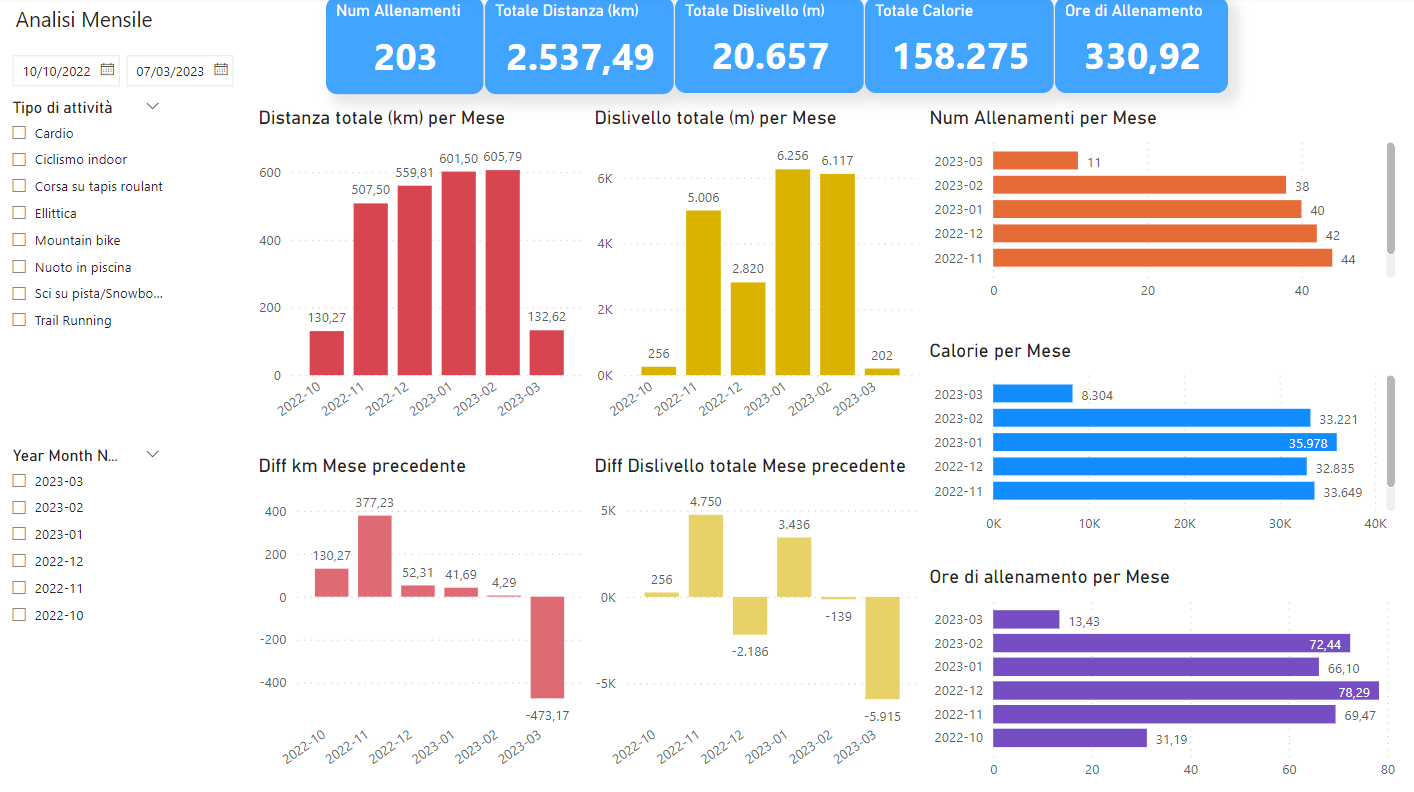 Analisi Mensile
10/10/2022
07/03/2023
Num Allenamenti
203
Totale Distanza (km)
2.537,49
Totale Dislivello (m)
20.657
Totale Calorie
158.275
Ore di Allenamento
330,92
Tipo di attività
Cardio
Ciclismo indoor
Corsa su tapis roulant
Ellittica
Mountain bike
Nuoto in piscina
Sci su pista/Snowbo...
Trail Running
Year Month N...
2023-03
2023-02
2023-01
2022-12
2022-11
2022-10
Distanza totale (km) per Mese
600
400
200
0
130,27
507,50
559,81
601,50
605,79
132,62
2022-10
2022-11
2022-12
2023-01
2023-02
2023-03
Dislivello totale (m) per Mese
6K
4K
2K
0K
256
5.006
2.820
6.256
6.117
202
2022-10
2022-11
2022-12
2023-01
2023-02
2023-03
Num Allenamenti per Mese
2023-03 11
2023-02 38
2023-01 40
2022-12 42
2022-11 44
0 20 40
Diff km Mese precedente
400
200
0
-200
-400
130,27
377,23
52,31
41,69
4,29
-473,17
2022-10
2022-11
2022-12
2023-01
2023-02
2023-03
Diff Dislivello totale Mese precedente
5K
0K
-5K
256
4.750
-2.186
3.436
-139
-5.915
2022-10
2022-11
2022-12
2023-01
2023-02
2023-03
Calorie per Mese
2023-03 8.304
2023-02 33.221
2023-01 35.978
2022-12 32.835
2022-11 33.649
0K 10K 20K 30K 40K
Ore di allenamento per Mese
2023-03 13,43
2023-02 72,44
2023-01 66,10
2022-12 78,29
2022-11 69,47
2022-10 31,19
0 20 40 60 80